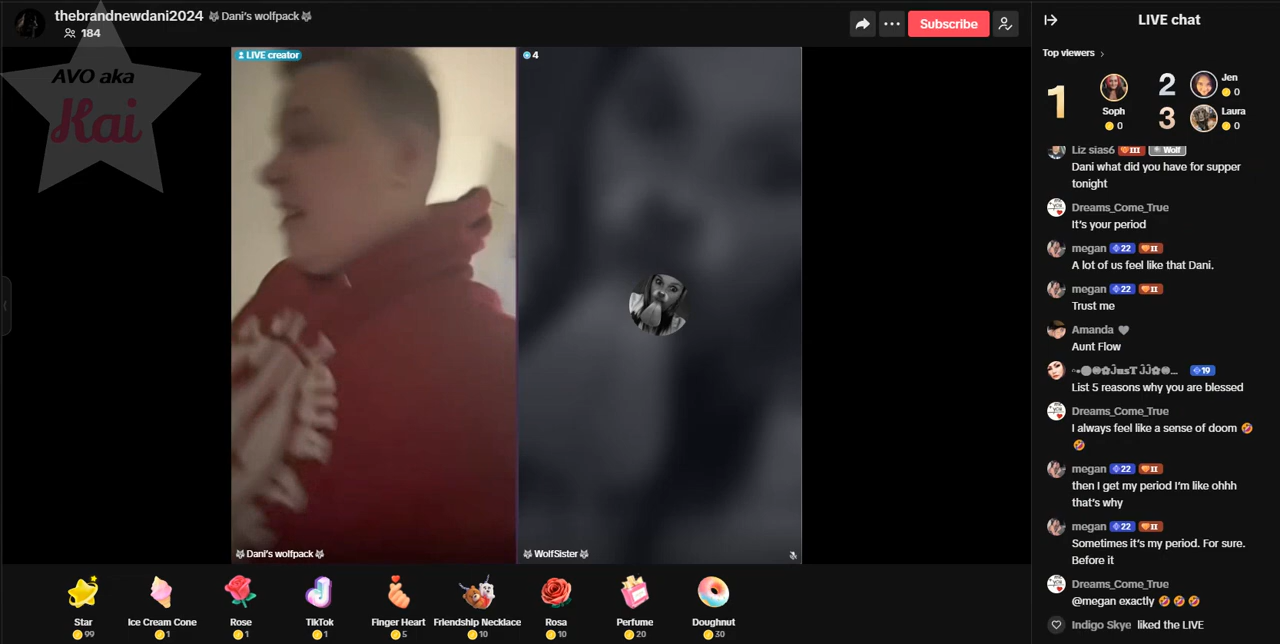 thebrandnewdani2024 🐺Dani's wolfpack🐺
184
Subscribe
AVO aka
Kai
LIVE creator
4
🐺Dani's wolfpack🐺
🐺WolfSister🐺
Star
99
Ice Cream Cone
1
Rose
1
TikTok
1
Finger Heart
5
Friendship Necklace
10
Rosa
10
Perfume
20
Doughnut
30
LIVE chat
Top viewers >
1
Soph
0
2
Jen
0
3
Laura
0
Liz sias6 III Wolf
Dani what did you have for supper
tonight
Dreams_Come_True
It's your period
megan 22 II
A lot of us feel like that Dani.
megan 22 II
Trust me
Amanda 🤍
Aunt Flow
19
List 5 reasons why you are blessed
Dreams_Come_True
I always feel like a sense of doom 🤣
🤣
megan 22 II
then I get my period I'm like ohhh
that's why
megan 22 II
Sometimes it's my period. For sure.
Before it
Dreams_Come_True
@megan exactly 🤣 🤣 🤣
Indigo Skye liked the LIVE